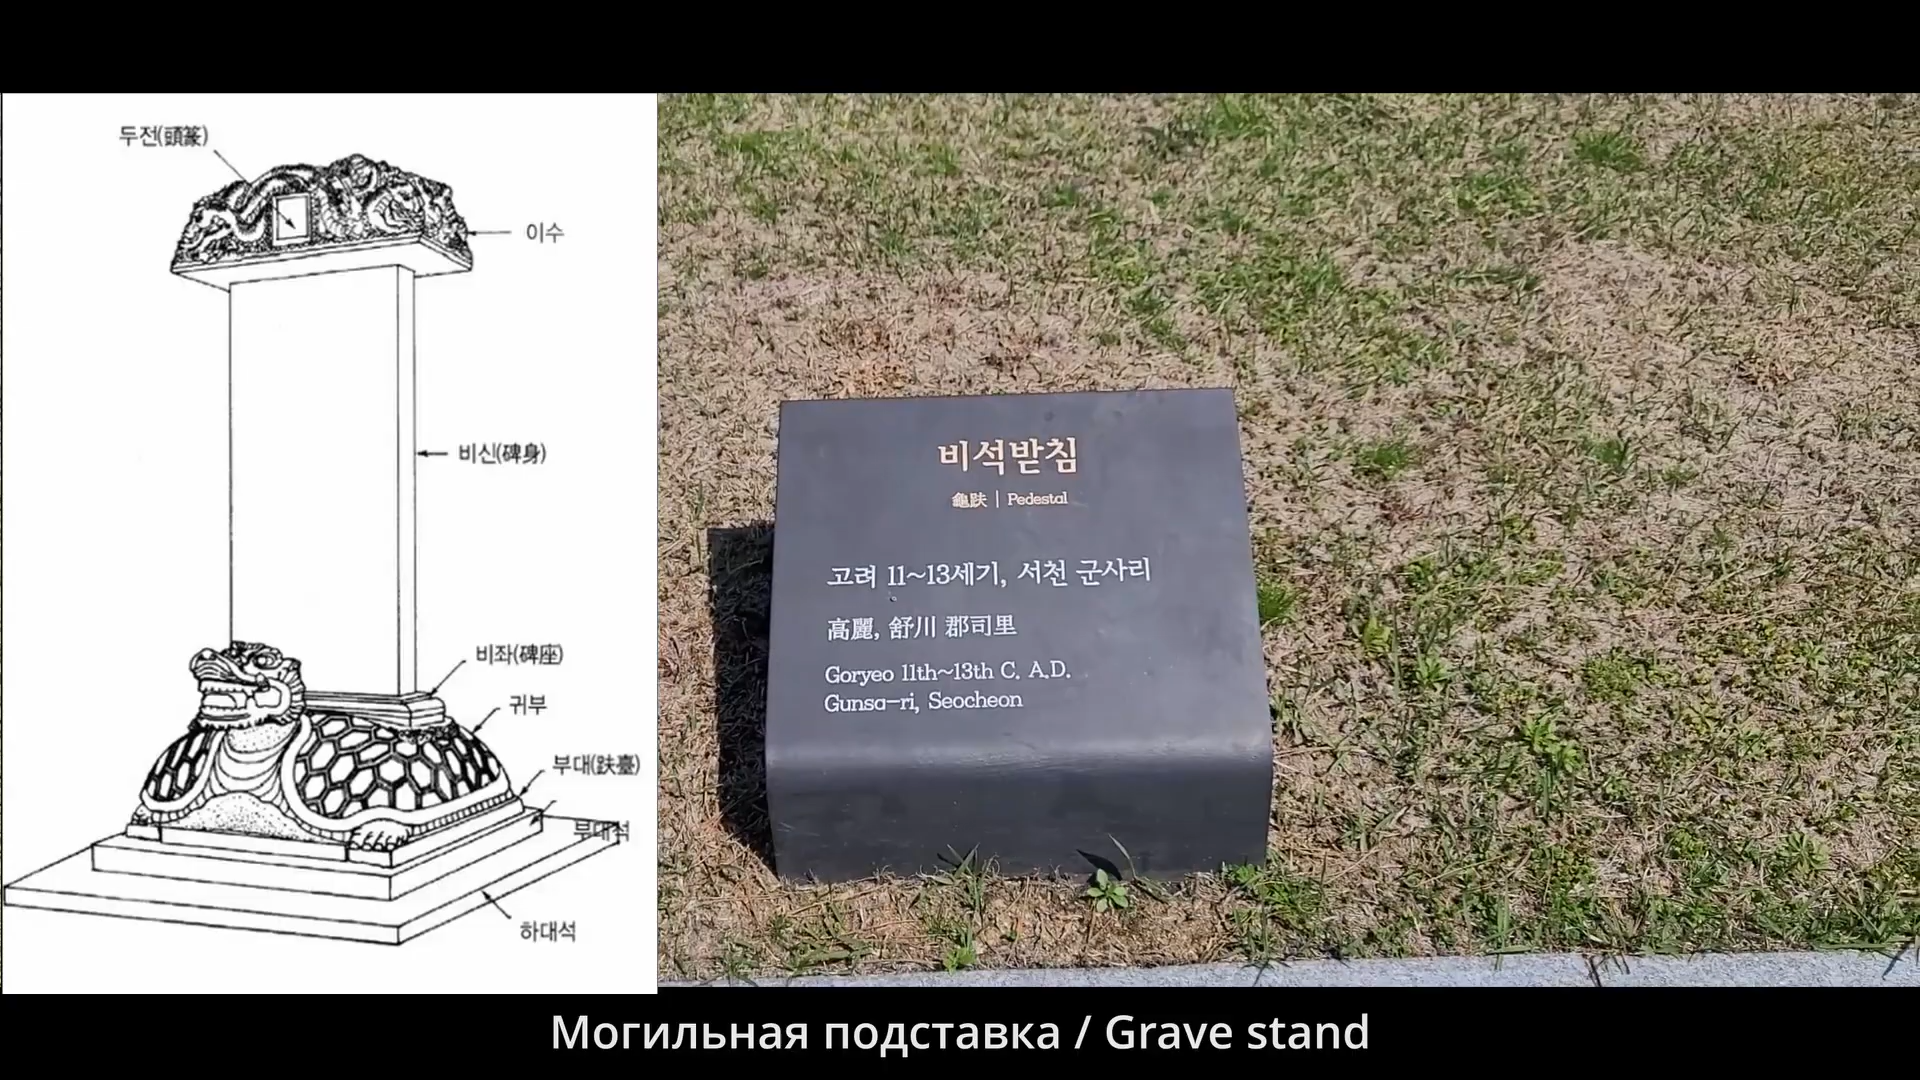 두전(頭篆)
이수
비신(碑身)
비좌(碑座)
귀부
부대(趺臺)
부대석
하대석
비석받침
龜趺 | Pedestal
고려 11~13세기, 서천 군사리
高麗, 舒川 郡司里
Goryeo 11th~13th C. A.D.
Gunsa-ri, Seocheon
Могильная подставка / Grave stand